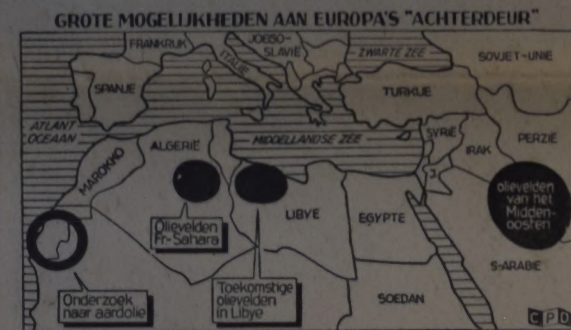 GROTE MOGELIJKHEDEN AAN EUROPA'S "ACHTERDEUR"
FRANKRIJK
JOEGO-
SLAVIË
ITALIE
ZWARTE ZEE
SOVJET-UNIE
SPANJE
TURKIJE
ATLANT
OCEAAN
ALGERIË
MIDDELLANDSE ZEE
SYRIË
IRAK
PERZIË
MAROKKO
J
olievelden
van het
Midden-
oosten
Olievelden
Fr-Sahara
LIBYE
EGYPTE
S-ARABIE
Onderzoek
naar aardolie
Toekomstige
olievelden
in Libye
SOEDAN
CPD